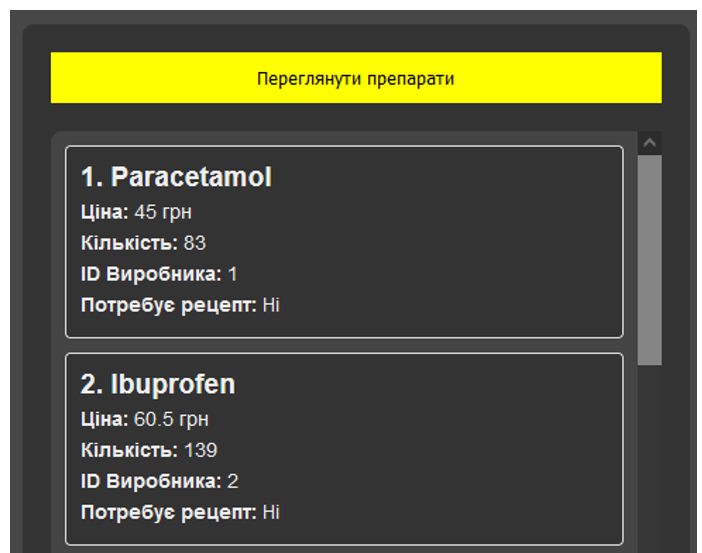 Переглянути препарати
1. Paracetamol
Ціна: 45 грн
Кількість: 83
ID Виробника: 1
Потребує рецепт: Ні
2. Ibuprofen
Ціна: 60.5 грн
Кількість: 139
ID Виробника: 2
Потребує рецепт: Ні